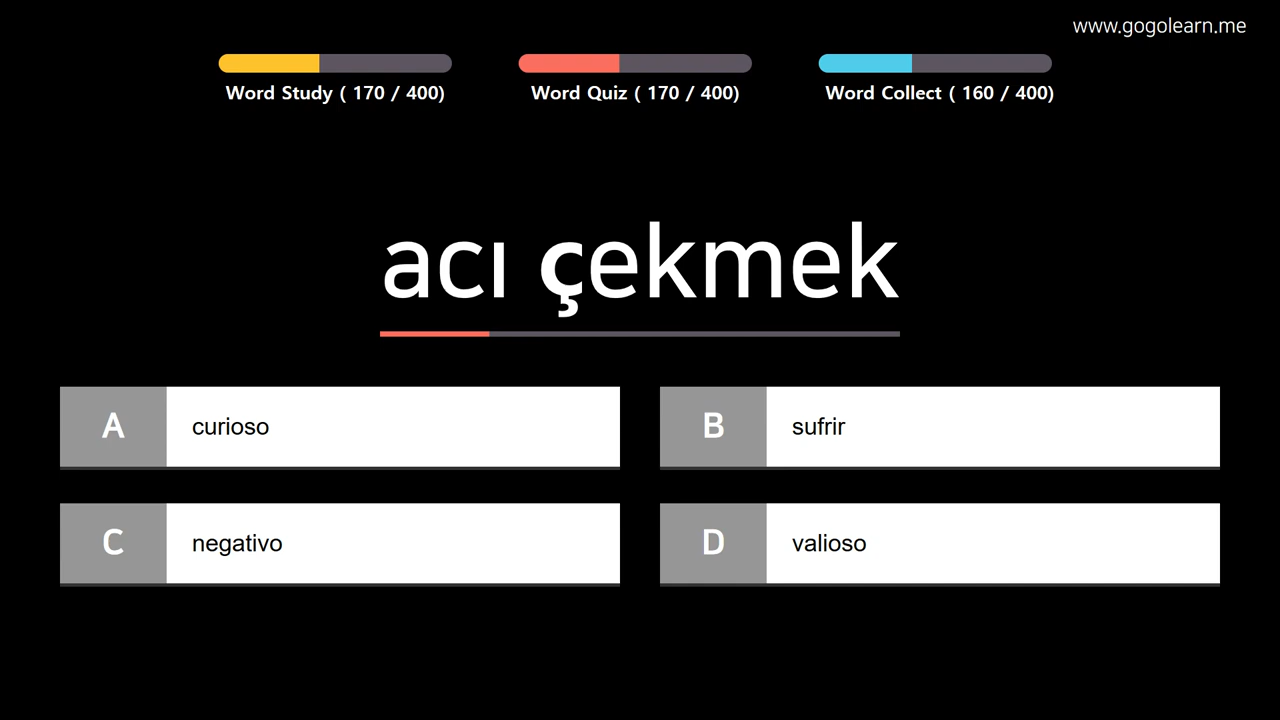 www.gogolearn.me
Word Study ( 170 / 400)
Word Quiz ( 170 / 400)
Word Collect ( 160 / 400)
acı çekmek
A curioso
B sufrir
C negativo
D valioso